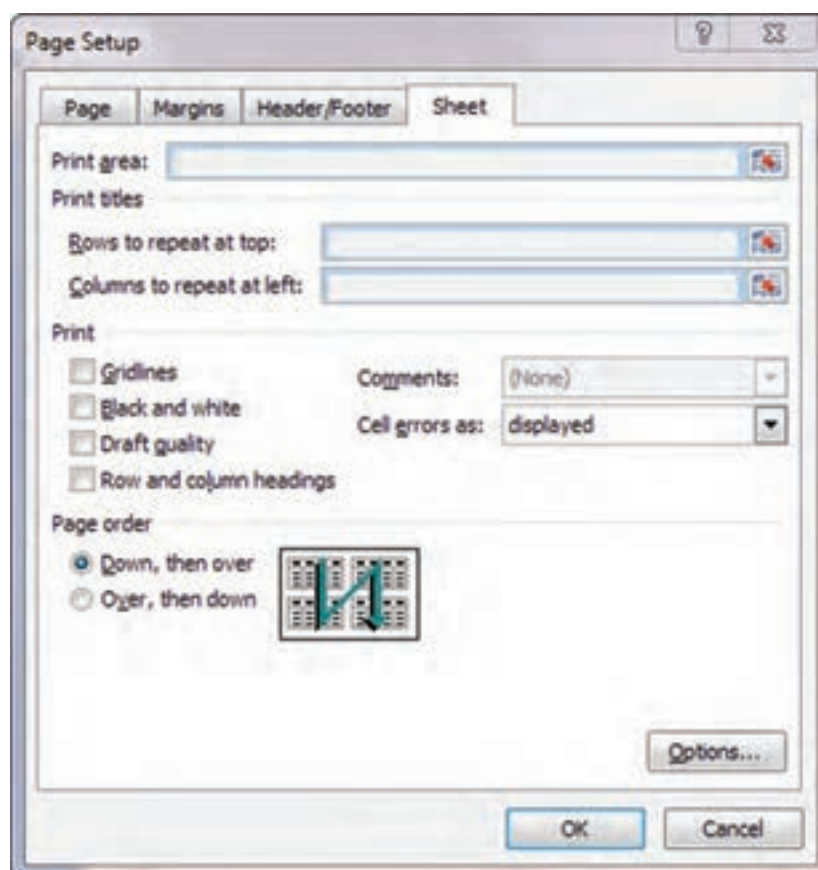 Page Setup
Page Margins Header/Footer Sheet
Print area:
Print titles
Rows to repeat at top:
Columns to repeat at left:
Print
Gridlines
Black and white
Draft quality
Row and column headings
Comments: (None)
Cell errors as: displayed
Page order
Down, then over
Over, then down
Options...
OK Cancel